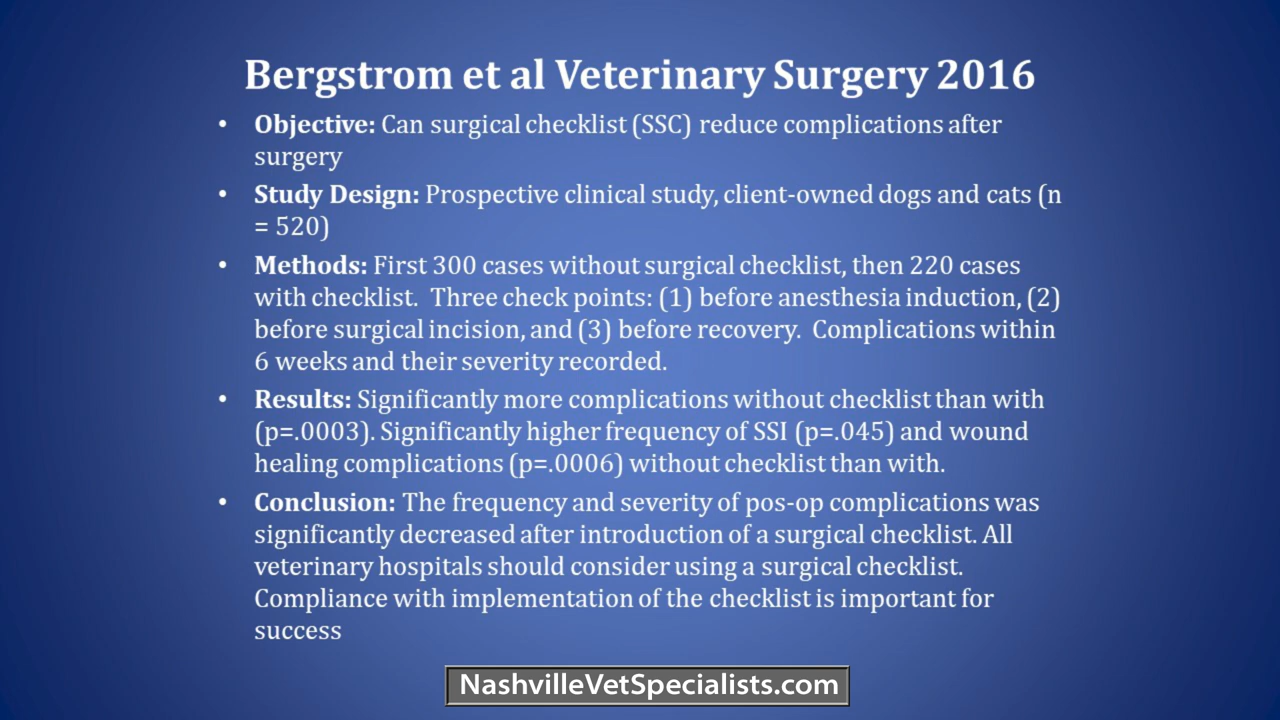 Bergstrom et al Veterinary Surgery 2016
• Objective: Can surgical checklist (SSC) reduce complications after
surgery
• Study Design: Prospective clinical study, client-owned dogs and cats (n
= 520)
• Methods: First 300 cases without surgical checklist, then 220 cases
with checklist.  Three check points: (1) before anesthesia induction, (2)
before surgical incision, and (3) before recovery.  Complications within
6 weeks and their severity recorded.
• Results: Significantly more complications without checklist than with
(p=.0003). Significantly higher frequency of SSI (p=.045) and wound
healing complications (p=.0006) without checklist than with.
• Conclusion: The frequency and severity of pos-op complications was
significantly decreased after introduction of a surgical checklist. All
veterinary hospitals should consider using a surgical checklist.
Compliance with implementation of the checklist is important for
success
NashvilleVetSpecialists.com